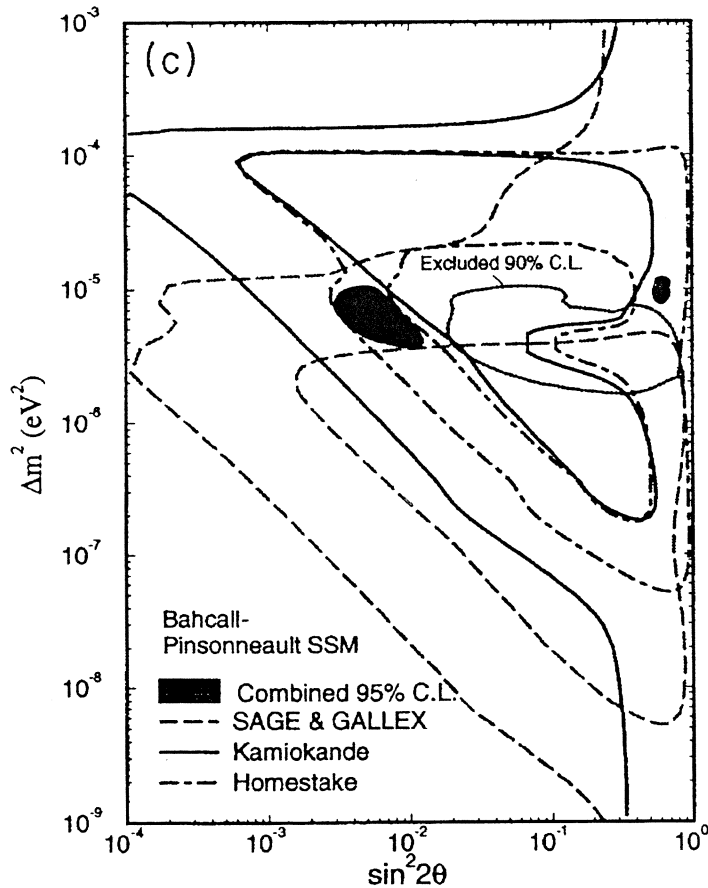 (c)
10⁻³
10⁻⁴
10⁻⁵
10⁻⁶
10⁻⁷
10⁻⁸
10⁻⁹
Δm² (eV²)
Excluded 90% C.L.
Bahcall-
Pinsonneault SSM
Combined 95% C.L.
SAGE & GALLEX
Kamiokande
Homestake
10⁻⁴ 10⁻³ 10⁻² 10⁻¹ 10⁰
sin²2θ